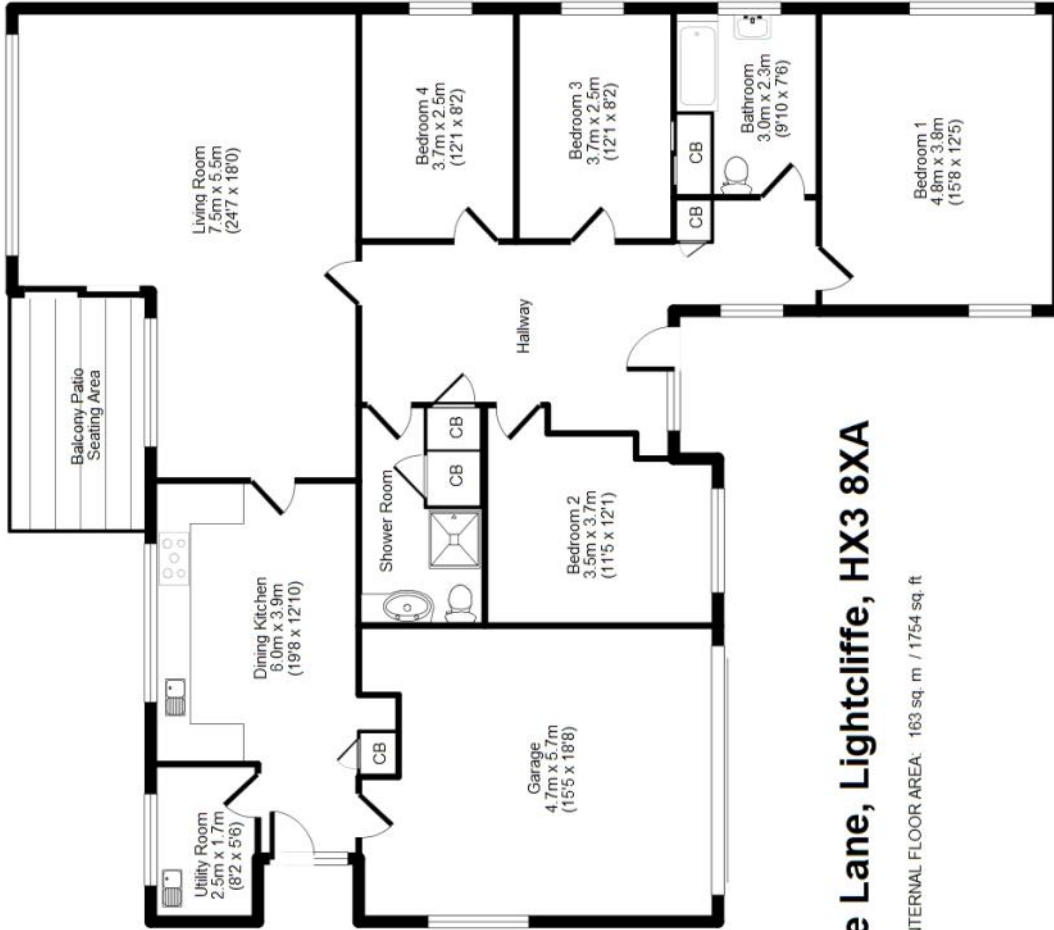 Living Room
7.5m x 5.5m
(24'7 x 18'0)
Bedroom 4
3.7m x 2.5m
(12'1 x 8'2)
Bedroom 3
3.7m x 2.5m
(12'1 x 8'2)
Bathroom
3.0m x 2.3m
(9'10 x 7'6)
CB
CB
Bedroom 1
4.8m x 3.8m
(15'8 x 12'5)
Hallway
Balcony Patio
Seating Area
Shower Room
CB
CB
Bedroom 2
3.5m x 3.7m
(11'5 x 12'1)
Dining Kitchen
6.0m x 3.9m
(19'8 x 12'10)
CB
Utility Room
2.5m x 1.7m
(8'2 x 5'6)
Garage
4.7m x 5.7m
(15'5 x 18'8)
e Lane, Lightcliffe, HX3 8XA
NTERNAL FLOOR AREA: 163 sq. m / 1754 sq. ft